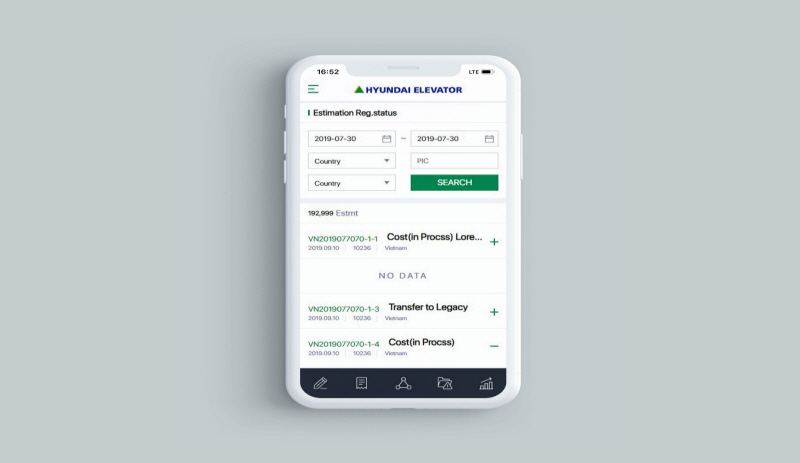 16:52 LTE
HYUNDAI ELEVATOR
Estimation Reg.status
2019-07-30 – 2019-07-30
Country PIC
Country SEARCH
192,999 Estmt
VN2019077070-1-1 Cost(in Procss) Lore...
2019.09.10 10236 Vietnam
NO DATA
VN2019077070-1-3 Transfer to Legacy
2019.09.10 10236 Vietnam
VN2019077070-1-4 Cost(in Procss)
2019.09.10 10236 Vietnam